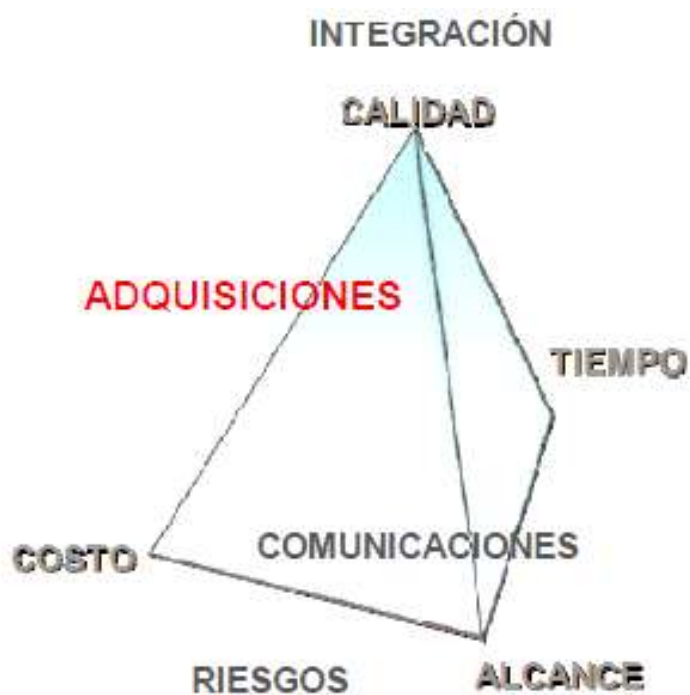 INTEGRACIÓN
CALIDAD
ADQUISICIONES
TIEMPO
COSTO
COMUNICACIONES
RIESGOS
ALCANCE